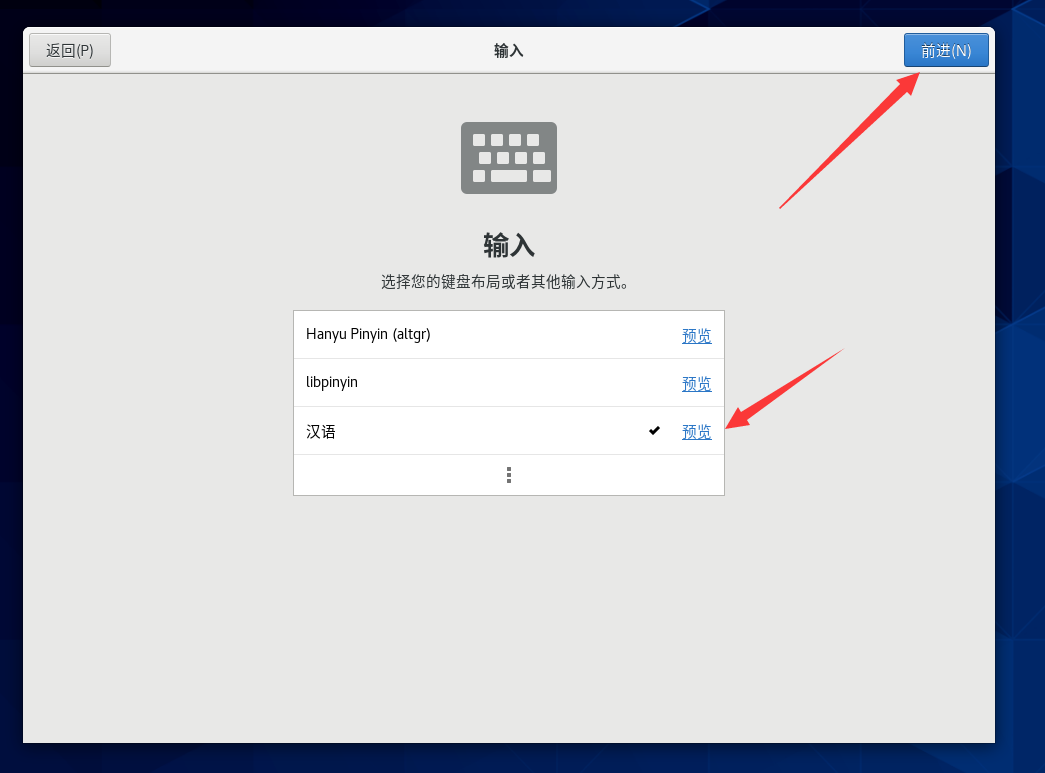 返回(P)
输入
前进(N)
输入
选择您的键盘布局或者其他输入方式。
Hanyu Pinyin (altgr)
预览
libpinyin
预览
汉语
预览